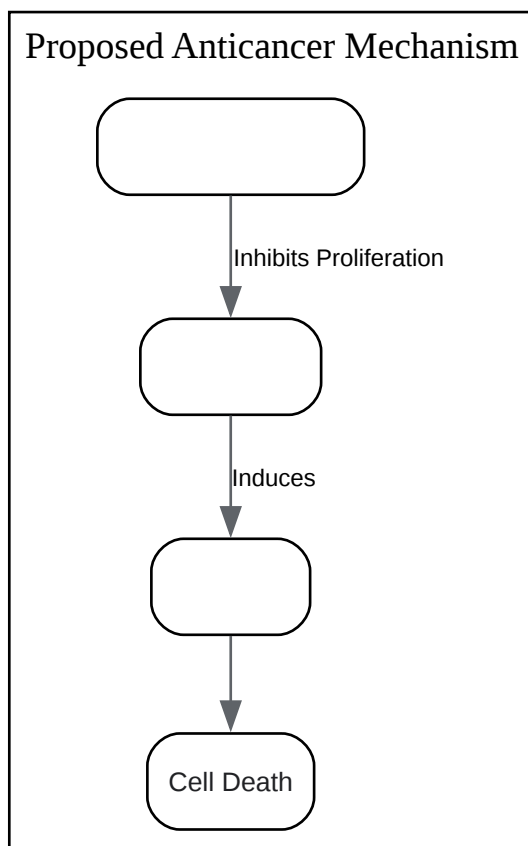 Proposed Anticancer Mechanism
Inhibits Proliferation
Induces
Cell Death